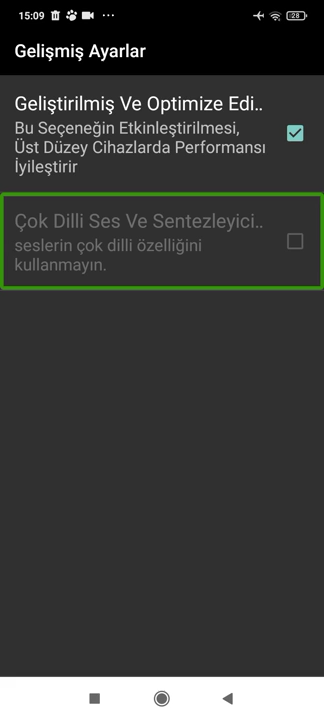 15:09
28
Gelişmiş Ayarlar
Geliştirilmiş Ve Optimize Edi..
Bu Seçeneğin Etkinleştirilmesi,
Üst Düzey Cihazlarda Performansı
İyileştirir
Çok Dilli Ses Ve Sentezleyici..
seslerin çok dilli özelliğini
kullanmayın.